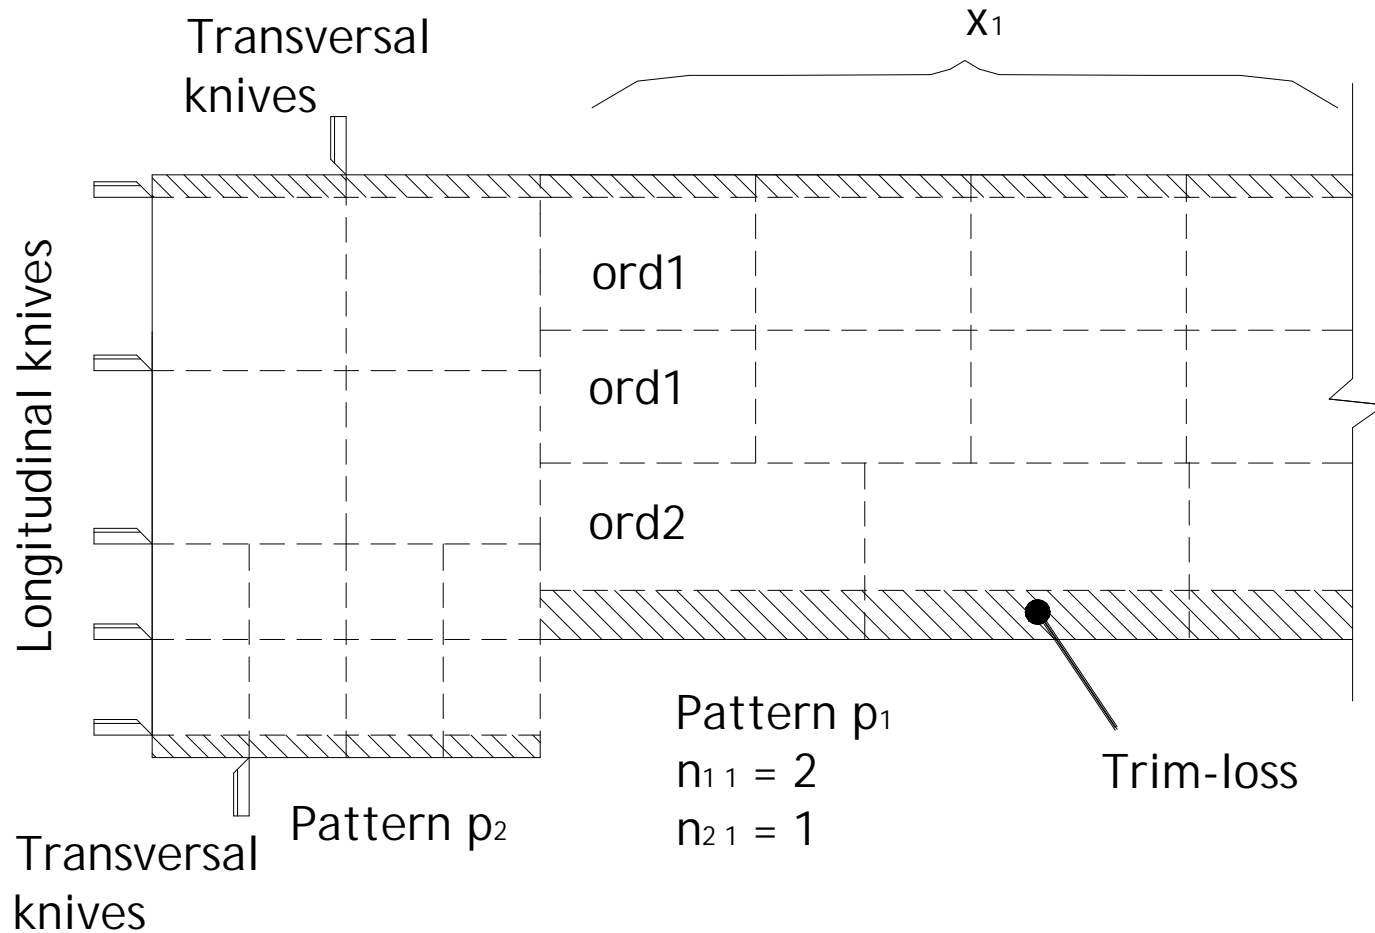 Transversal
knives
x1
Longitudinal knives
ord1
ord1
ord2
Pattern p1
n1 1 = 2
n2 1 = 1
Trim-loss
Pattern p2
Transversal
knives